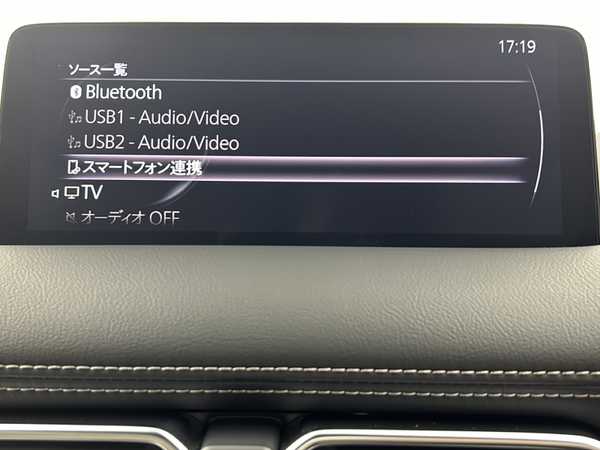 17:19
ソース一覧
Bluetooth
USB1 - Audio/Video
USB2 - Audio/Video
スマートフォン連携
TV
オーディオ OFF